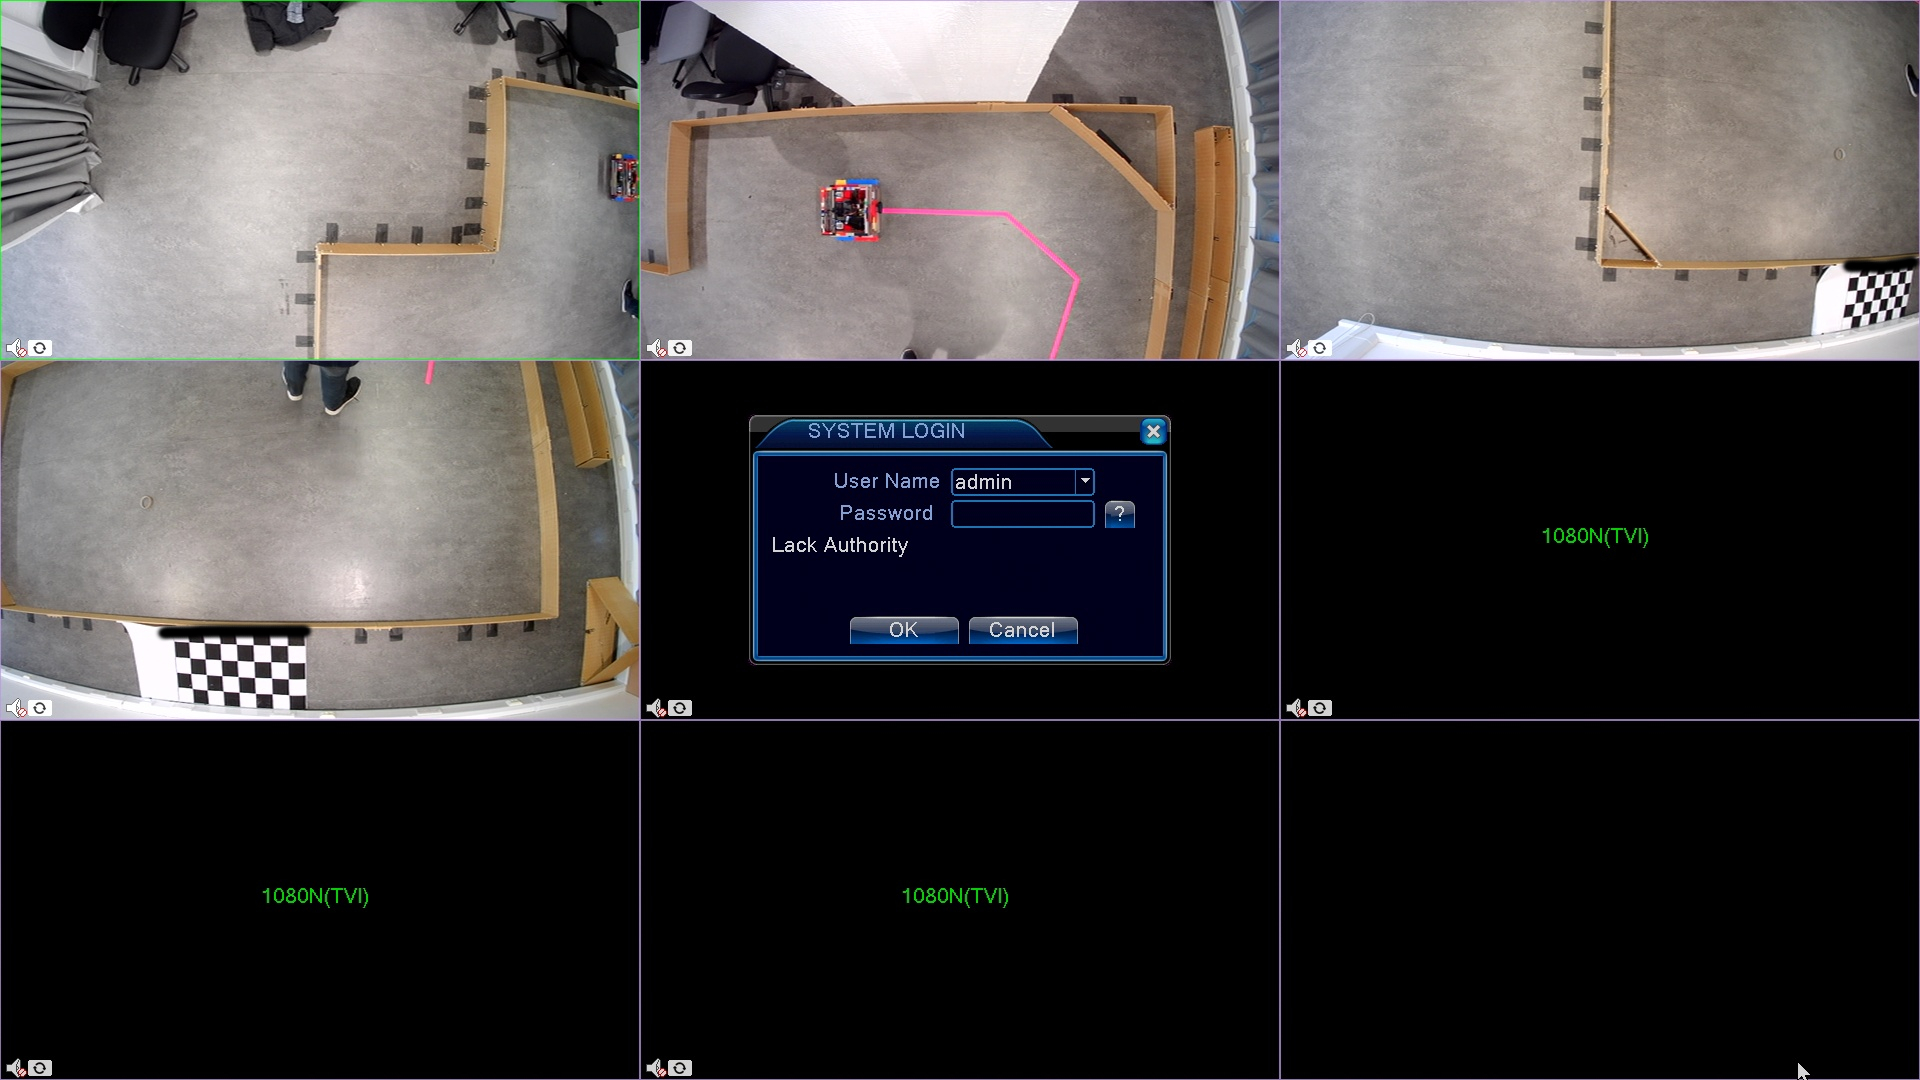 SYSTEM LOGIN
User Name admin
Password ?
Lack Authority
OK Cancel
1080N(TVI)
1080N(TVI)
1080N(TVI)